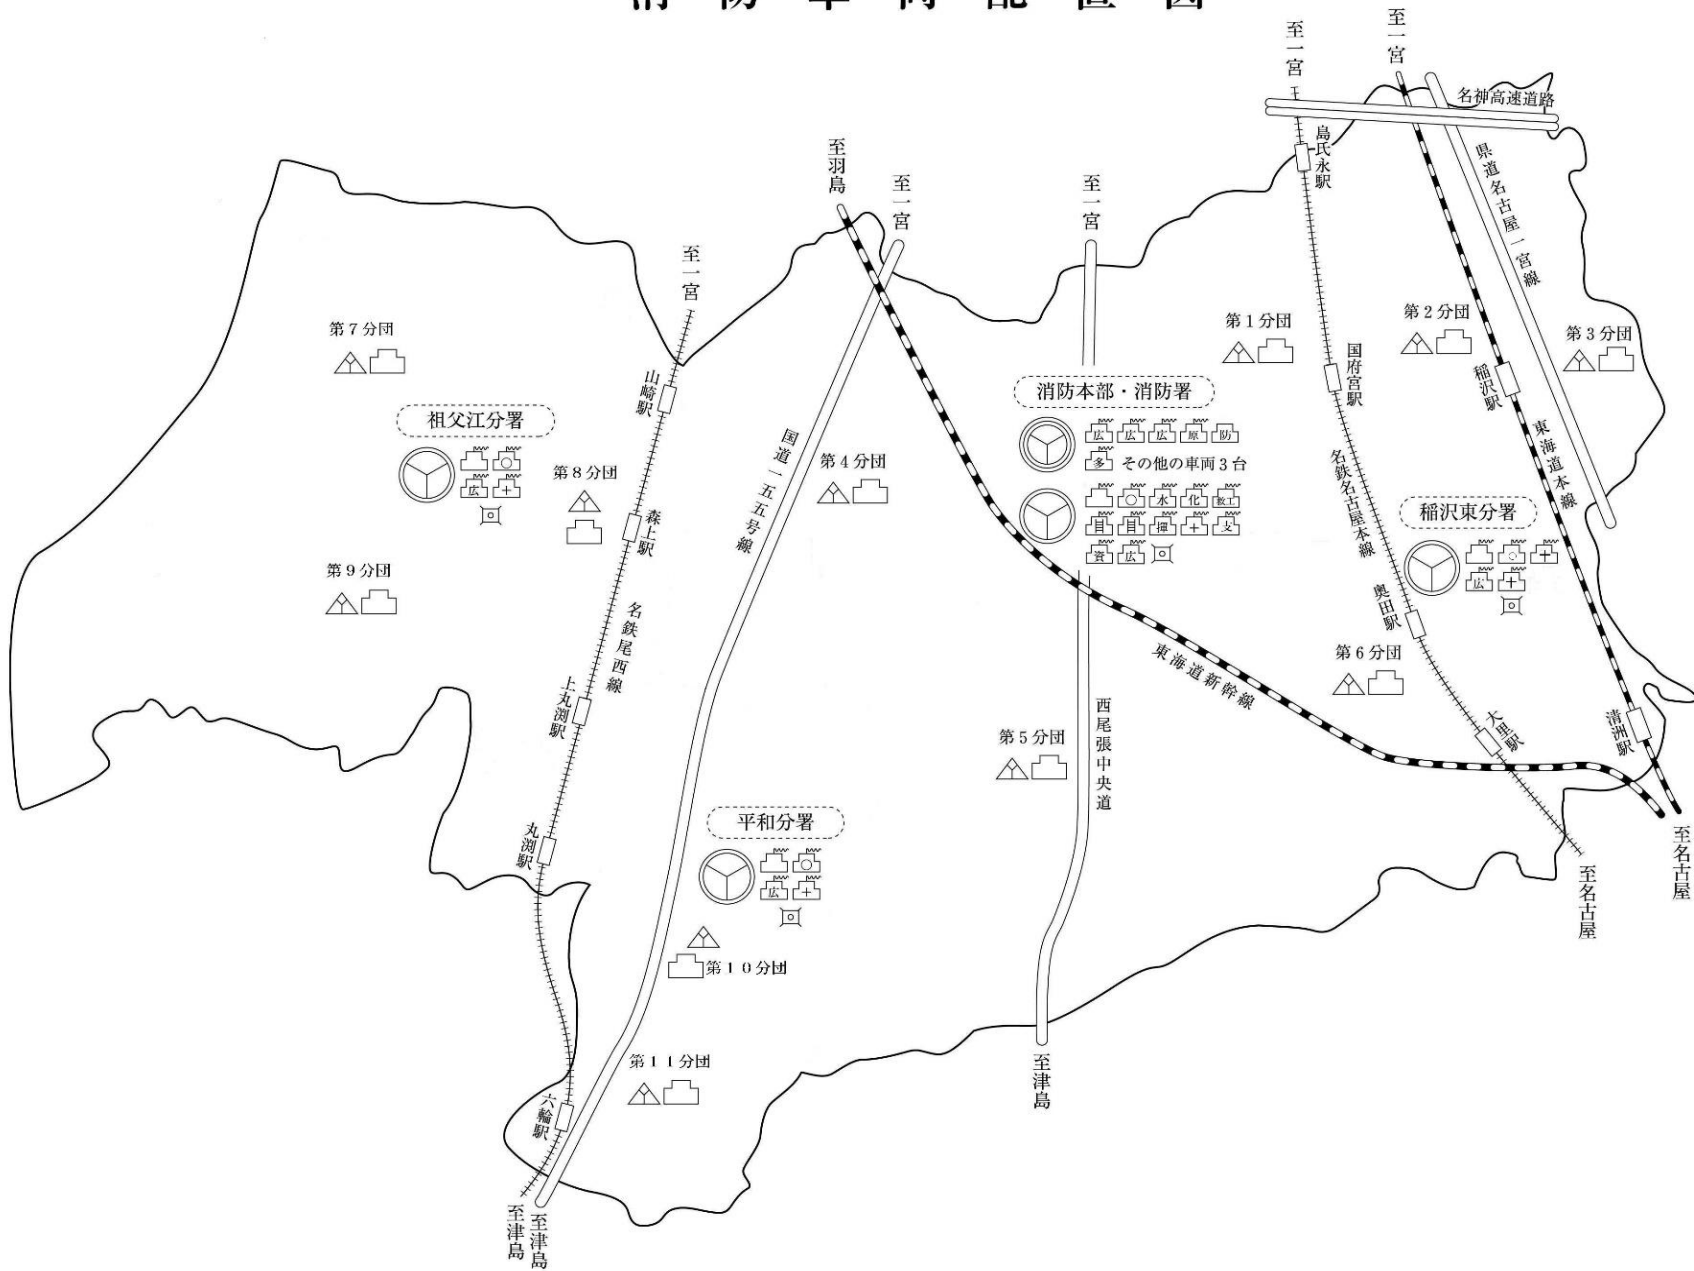 消防車両配置図
至一宮
至一宮
名神高速道路
島氏永駅
県道名古屋一宮線
至羽島
至一宮
至一宮
至一宮
第7分団
第1分団
第2分団
第3分団
山崎駅
国府宮駅
稲沢駅
消防本部・消防署
祖父江分署
広 広 広 原 防
多 その他の車両3台
水 化 救工
目 目 揮 + 支
資 広
広 +
国道一五五号線
第4分団
第8分団
名鉄名古屋本線
東海道本線
稲沢東分署
+
広 +
森上駅
第9分団
名鉄尾西線
奥田駅
第6分団
東海道新幹線
上丸渕駅
西尾張中央道
第5分団
大里駅
清洲駅
丸渕駅
平和分署
広 +
至名古屋
至名古屋
第10分団
第11分団
至津島
六輪駅
至津島
至津島